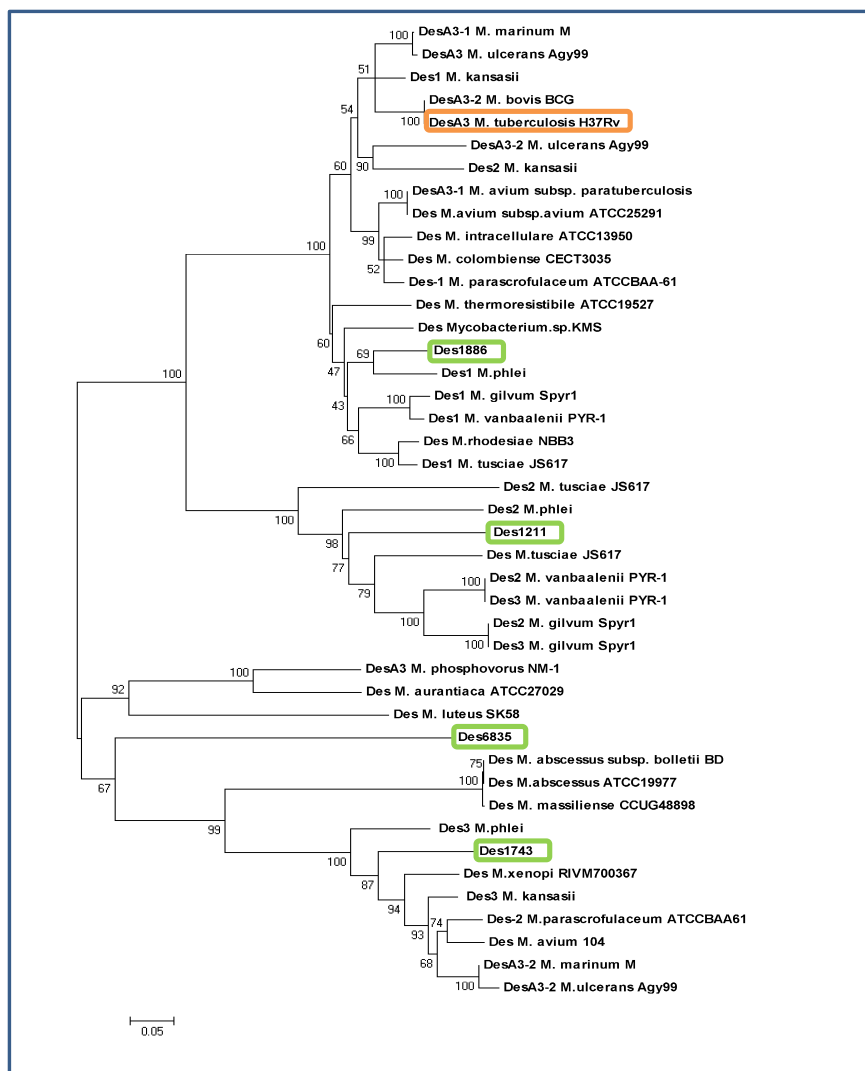 DesA3-1 M. marinum M
100
DesA3 M. ulcerans Agy99
51
Des1 M. kansasii
DesA3-2 M. bovis BCG
54
100
DesA3 M. tuberculosis H37Rv
DesA3-2 M. ulcerans Agy99
60
90
Des2 M. kansasii
DesA3-1 M. avium subsp. paratuberculosis
100
Des M.avium subsp.avium ATCC25291
99
Des M. intracellulare ATCC13950
100
Des M. colombiense CECT3035
52
Des-1 M. parascrofulaceum ATCCBAA-61
Des M. thermoresistibile ATCC19527
Des Mycobacterium.sp.KMS
60
69
Des1886
47
Des1 M.phlei
100
Des1 M. gilvum Spyr1
43
Des1 M. vanbaalenii PYR-1
66
Des M.rhodesiae NBB3
100
Des1 M. tusciae JS617
100
Des2 M. tusciae JS617
100
Des2 M.phlei
98
Des1211
77
Des M.tusciae JS617
79
100
Des2 M. vanbaalenii PYR-1
Des3 M. vanbaalenii PYR-1
100
Des2 M. gilvum Spyr1
100
Des3 M. gilvum Spyr1
100
DesA3 M. phosphovorus NM-1
92
Des M. aurantiaca ATCC27029
Des M. luteus SK58
Des6835
67
75
Des M. abscessus subsp. bolletii BD
100
Des M.abscessus ATCC19977
Des M. massiliense CCUG48898
99
Des3 M.phlei
100
Des1743
87
Des M.xenopi RIVM700367
94
Des3 M. kansasii
93
74
Des-2 M.parascrofulaceum ATCCBAA61
Des M. avium 104
68
DesA3-2 M. marinum M
100
DesA3-2 M.ulcerans Agy99
0.05